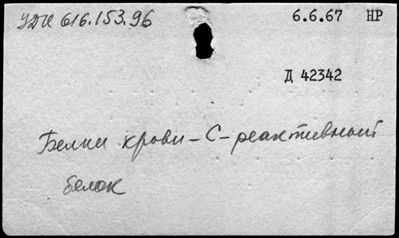 УДК 616.153.96 6.6.67 НР
Д 42342
Белки крови – С – реактивный
белок